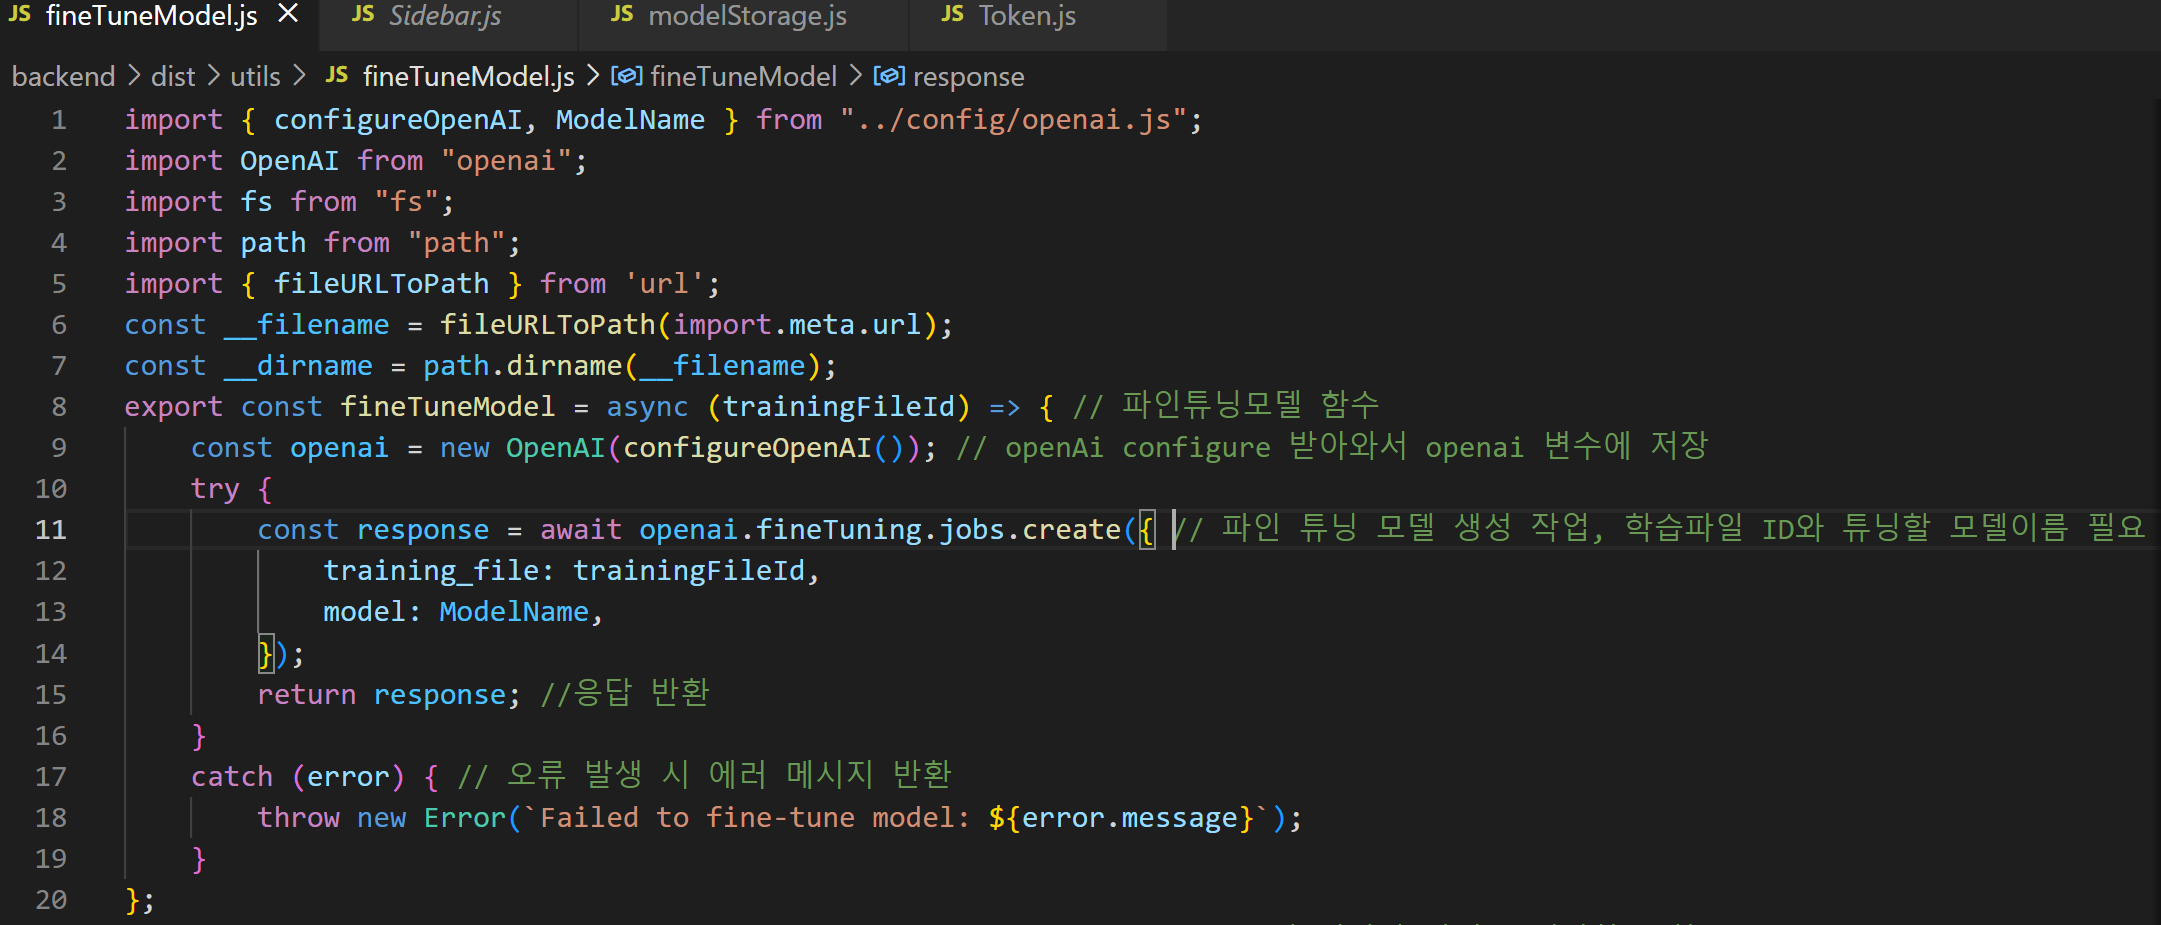 JS fineTuneModel.js × JS Sidebar.js JS modelStorage.js JS Token.js
backend > dist > utils > JS fineTuneModel.js > fineTuneModel > response
1 import { configureOpenAI, ModelName } from "../config/openai.js";
2 import OpenAI from "openai";
3 import fs from "fs";
4 import path from "path";
5 import { fileURLToPath } from 'url';
6 const __filename = fileURLToPath(import.meta.url);
7 const __dirname = path.dirname(__filename);
8 export const fineTuneModel = async (trainingFileId) => { // 파인튜닝모델 함수
9 const openai = new OpenAI(configureOpenAI()); // openAi configure 받아와서 openai 변수에 저장
10 try {
11 const response = await openai.fineTuning.jobs.create({ // 파인 튜닝 모델 생성 작업, 학습파일 ID와 튜닝할 모델이름 필요
12 training_file: trainingFileId,
13 model: ModelName,
14 });
15 return response; //응답 반환
16 }
17 catch (error) { // 오류 발생 시 에러 메시지 반환
18 throw new Error(`Failed to fine-tune model: ${error.message}`);
19 }
20 };